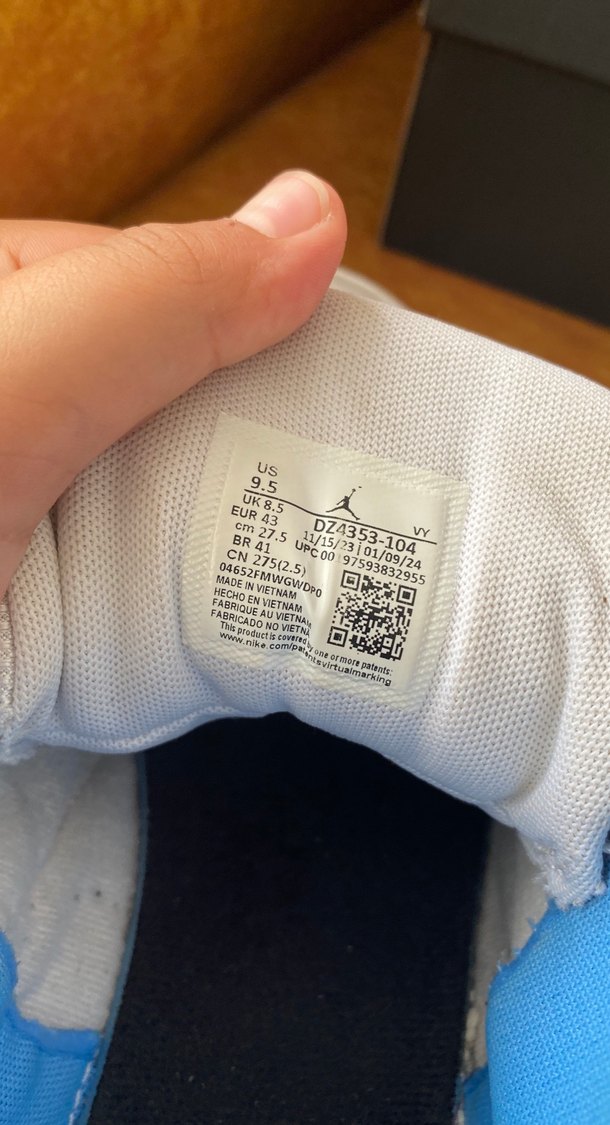 US
9.5
UK 8.5
EUR 43
cm 27.5
BR 41
CN 275(2.5)
VY
DZ4353-104
11/15/23 | 01/09/24
UPC 00 197593832955
04652FMWGWDP0
MADE IN VIETNAM
HECHO EN VIETNAM
FABRIQUE AU VIETNAM
FABRICADO NO VIETNA
This product is covered by one or more patents:
www.nike.com/patentsvirtualmarking